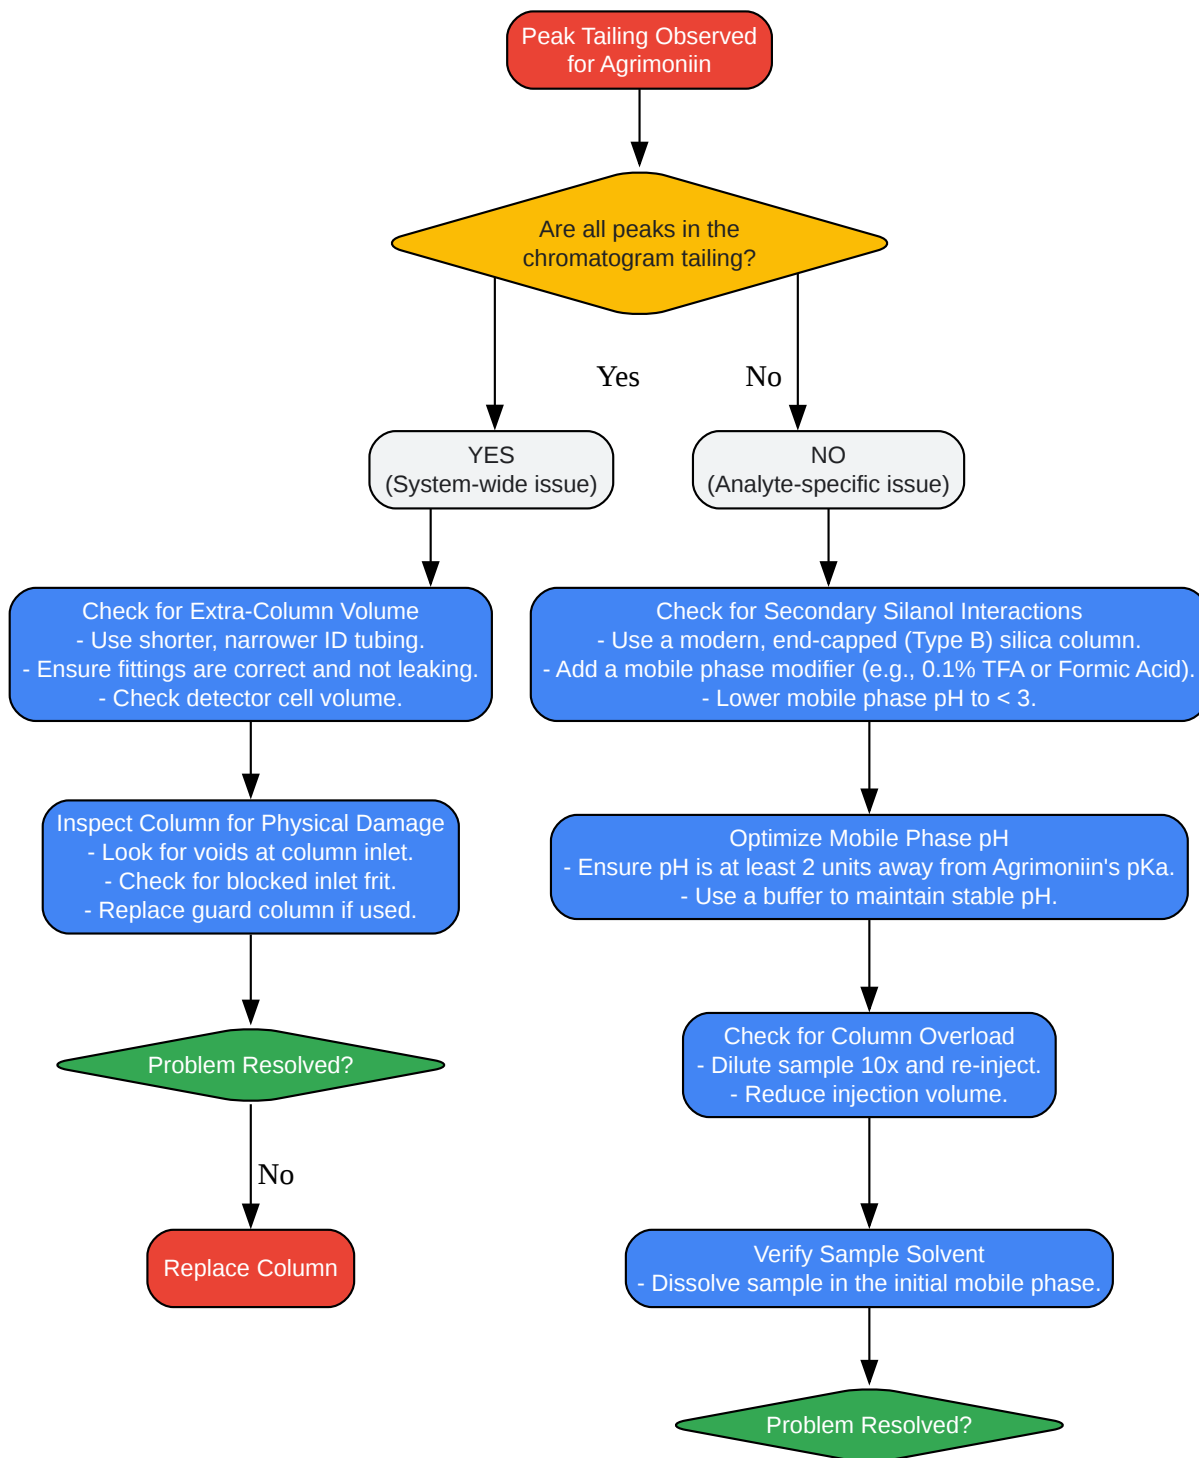 Peak Tailing Observed
for Agrimoniin
Are all peaks in the
chromatogram tailing?
Yes
No
YES
(System-wide issue)
NO
(Analyte-specific issue)
Check for Extra-Column Volume
- Use shorter, narrower ID tubing.
- Ensure fittings are correct and not leaking.
- Check detector cell volume.
Check for Secondary Silanol Interactions
- Use a modern, end-capped (Type B) silica column.
- Add a mobile phase modifier (e.g., 0.1% TFA or Formic Acid).
- Lower mobile phase pH to < 3.
Inspect Column for Physical Damage
- Look for voids at column inlet.
- Check for blocked inlet frit.
- Replace guard column if used.
Optimize Mobile Phase pH
- Ensure pH is at least 2 units away from Agrimoniin's pKa.
- Use a buffer to maintain stable pH.
Problem Resolved?
Check for Column Overload
- Dilute sample 10x and re-inject.
- Reduce injection volume.
No
Replace Column
Verify Sample Solvent
- Dissolve sample in the initial mobile phase.
Problem Resolved?